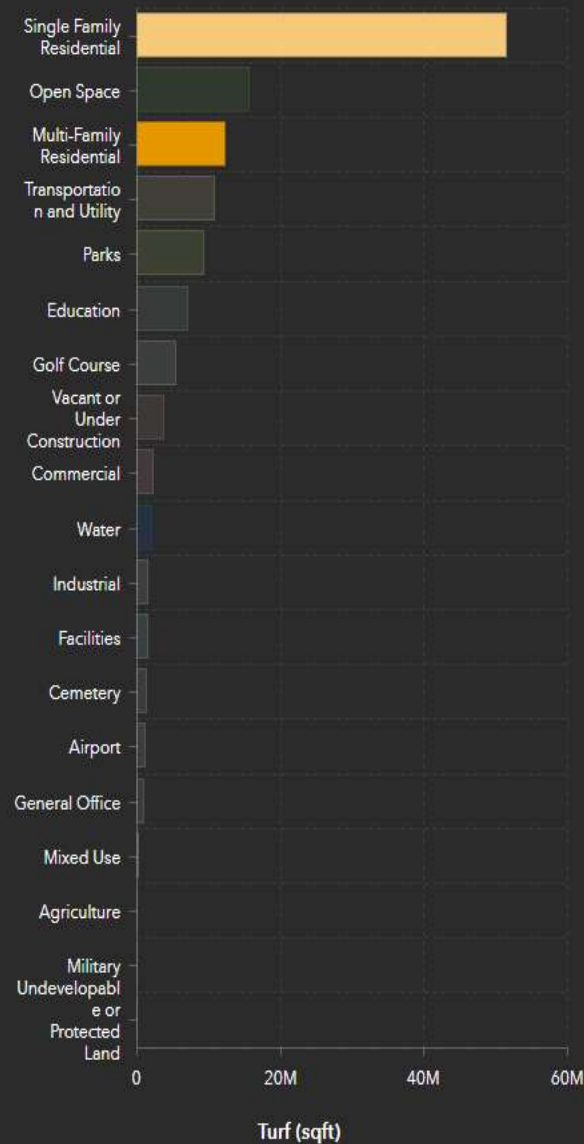 Single Family
Residential
Open Space
Multi-Family
Residential
Transportatio
n and Utility
Parks
Education
Golf Course
Vacant or
Under
Construction
Commercial
Water
Industrial
Facilities
Cemetery
Airport
General Office
Mixed Use
Agriculture
Military
Undevelopabl
e or
Protected
Land
0 20M 40M 60M
Turf (sqft)